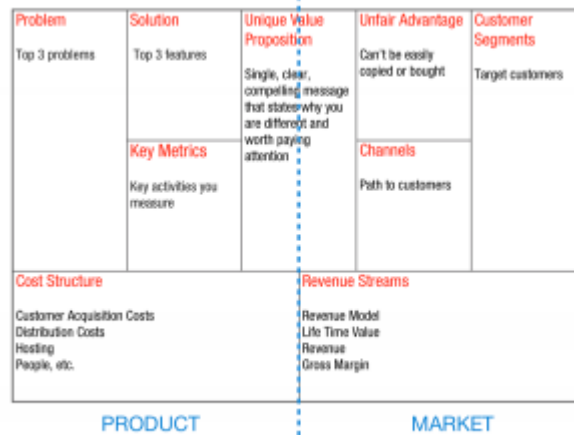 Problem
Top 3 problems
Solution
Top 3 features
Key Metrics
Key activities you
measure
Unique Value
Proposition
Single, clear,
compelling message
that states why you
are different and
worth paying
attention
Unfair Advantage
Can't be easily
copied or bought
Channels
Path to customers
Customer
Segments
Target customers
Cost Structure
Customer Acquisition Costs
Distribution Costs
Hosting
People, etc.
Revenue Streams
Revenue Model
Life Time Value
Revenue
Gross Margin
PRODUCT
MARKET